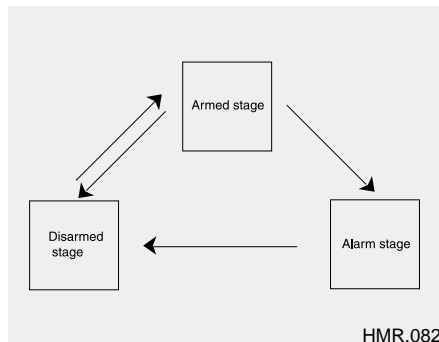 Armed stage
Disarmed
stage
Alarm stage
HMR.082